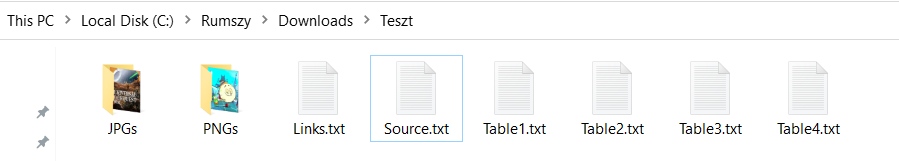 This PC > Local Disk (C:) > Rumszy > Downloads > Teszt
JPGs PNGs Links.txt Source.txt Table1.txt Table2.txt Table3.txt Table4.txt